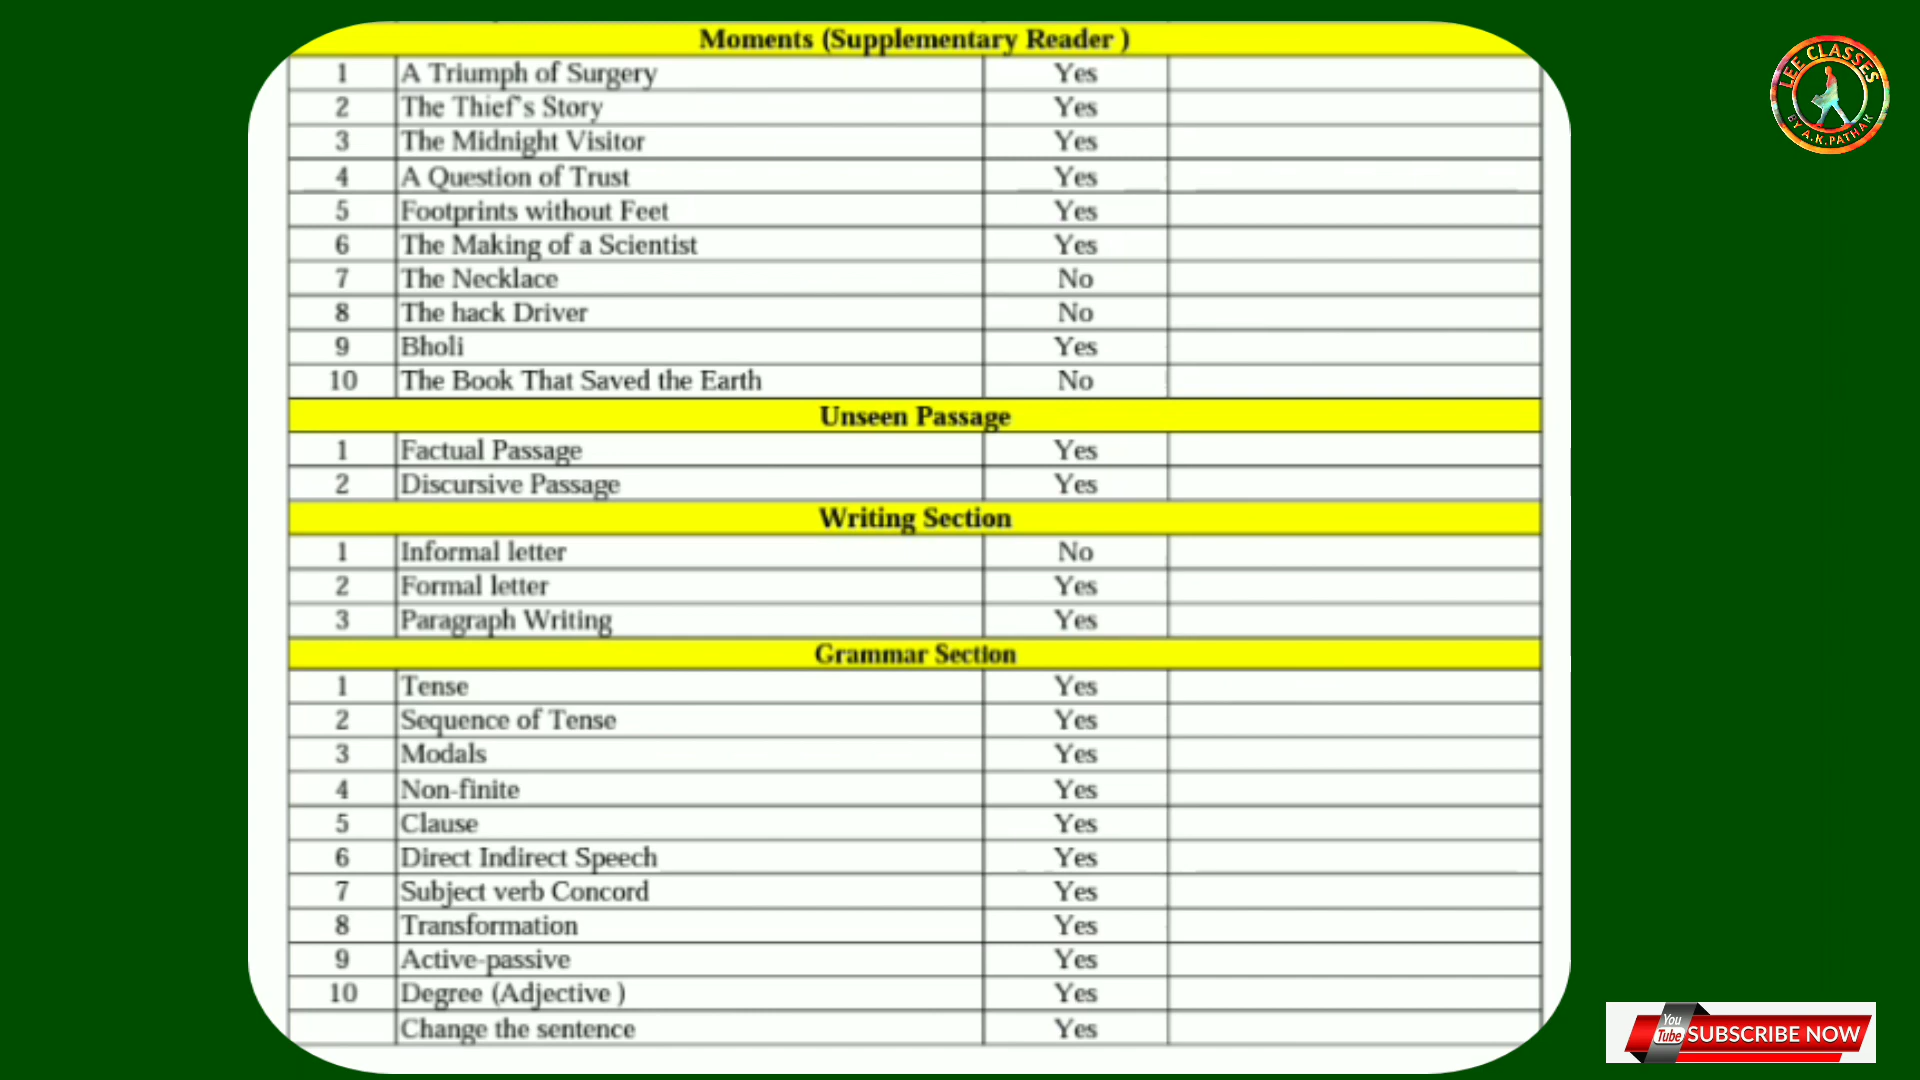 Moments (Supplementary Reader )
1 A Triumph of Surgery Yes
2 The Thief's Story Yes
3 The Midnight Visitor Yes
4 A Question of Trust Yes
5 Footprints without Feet Yes
6 The Making of a Scientist Yes
7 The Necklace No
8 The hack Driver No
9 Bholi Yes
10 The Book That Saved the Earth No
Unseen Passage
1 Factual Passage Yes
2 Discursive Passage Yes
Writing Section
1 Informal letter No
2 Formal letter Yes
3 Paragraph Writing Yes
Grammar Section
1 Tense Yes
2 Sequence of Tense Yes
3 Modals Yes
4 Non-finite Yes
5 Clause Yes
6 Direct Indirect Speech Yes
7 Subject verb Concord Yes
8 Transformation Yes
9 Active-passive Yes
10 Degree (Adjective ) Yes
Change the sentence Yes
LEE CLASSES
BY A.K.PATHAK
You
Tube
SUBSCRIBE NOW